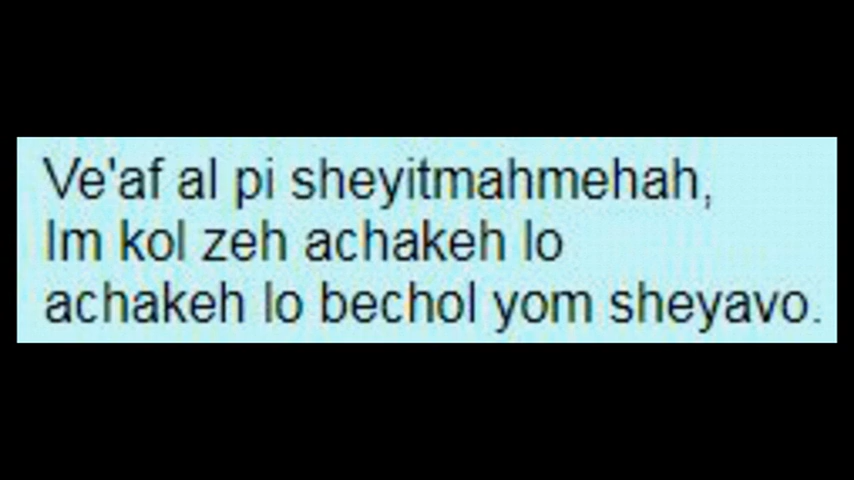 Ve'af al pi sheyitmahmehah,
Im kol zeh achakeh lo
achakeh lo bechol yom sheyavo.